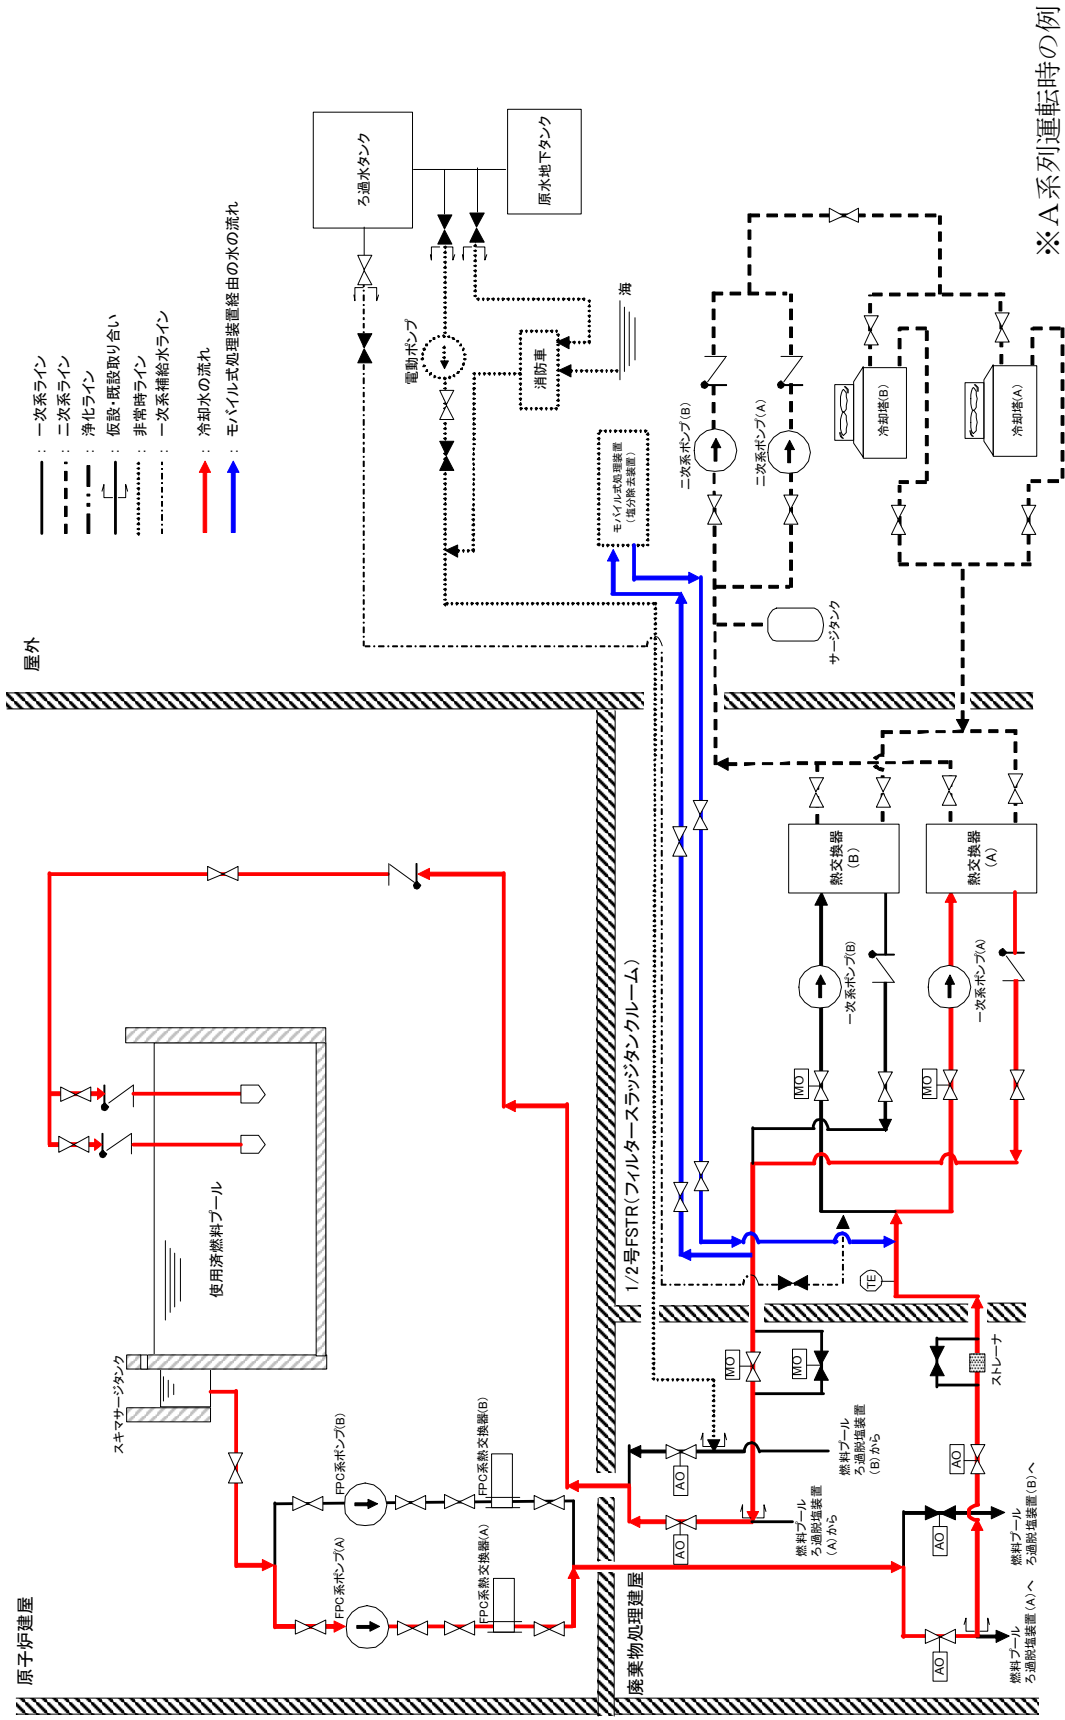 原子炉建屋
屋外
: 一次系ライン
: 二次系ライン
: 浄化ライン
: 仮設・既設取り合い
: 非常時ライン
: 一次系補給水ライン
: 冷却水の流れ
: モバイル式処理装置経由の水の流れ
スキマサージタンク
使用済燃料プール
FPC系ポンプ(B)
FPC系熱交換器(B)
FPC系ポンプ(A)
FPC系熱交換器(A)
ろ過水タンク
原水地下タンク
電動ポンプ
消防車
海
廃棄物処理建屋
1/2号FSTR(フィルタースラッジタンクルーム)
モバイル式処理装置
(塩分除去装置)
二次系ポンプ(B)
二次系ポンプ(A)
サージタンク
冷却塔(B)
冷却塔(A)
AO
AO
燃料プール
ろ過脱塩装置
(B)から
燃料プール
ろ過脱塩装置
(A)から
MO
MO
MO
MO
一次系ポンプ(B)
一次系ポンプ(A)
熱交換器
(B)
熱交換器
(A)
TE
AO
AO
AO
ストレーナ
燃料プール
ろ過脱塩装置(B)へ
燃料プール
ろ過脱塩装置(A)へ
※A系列運転時の例